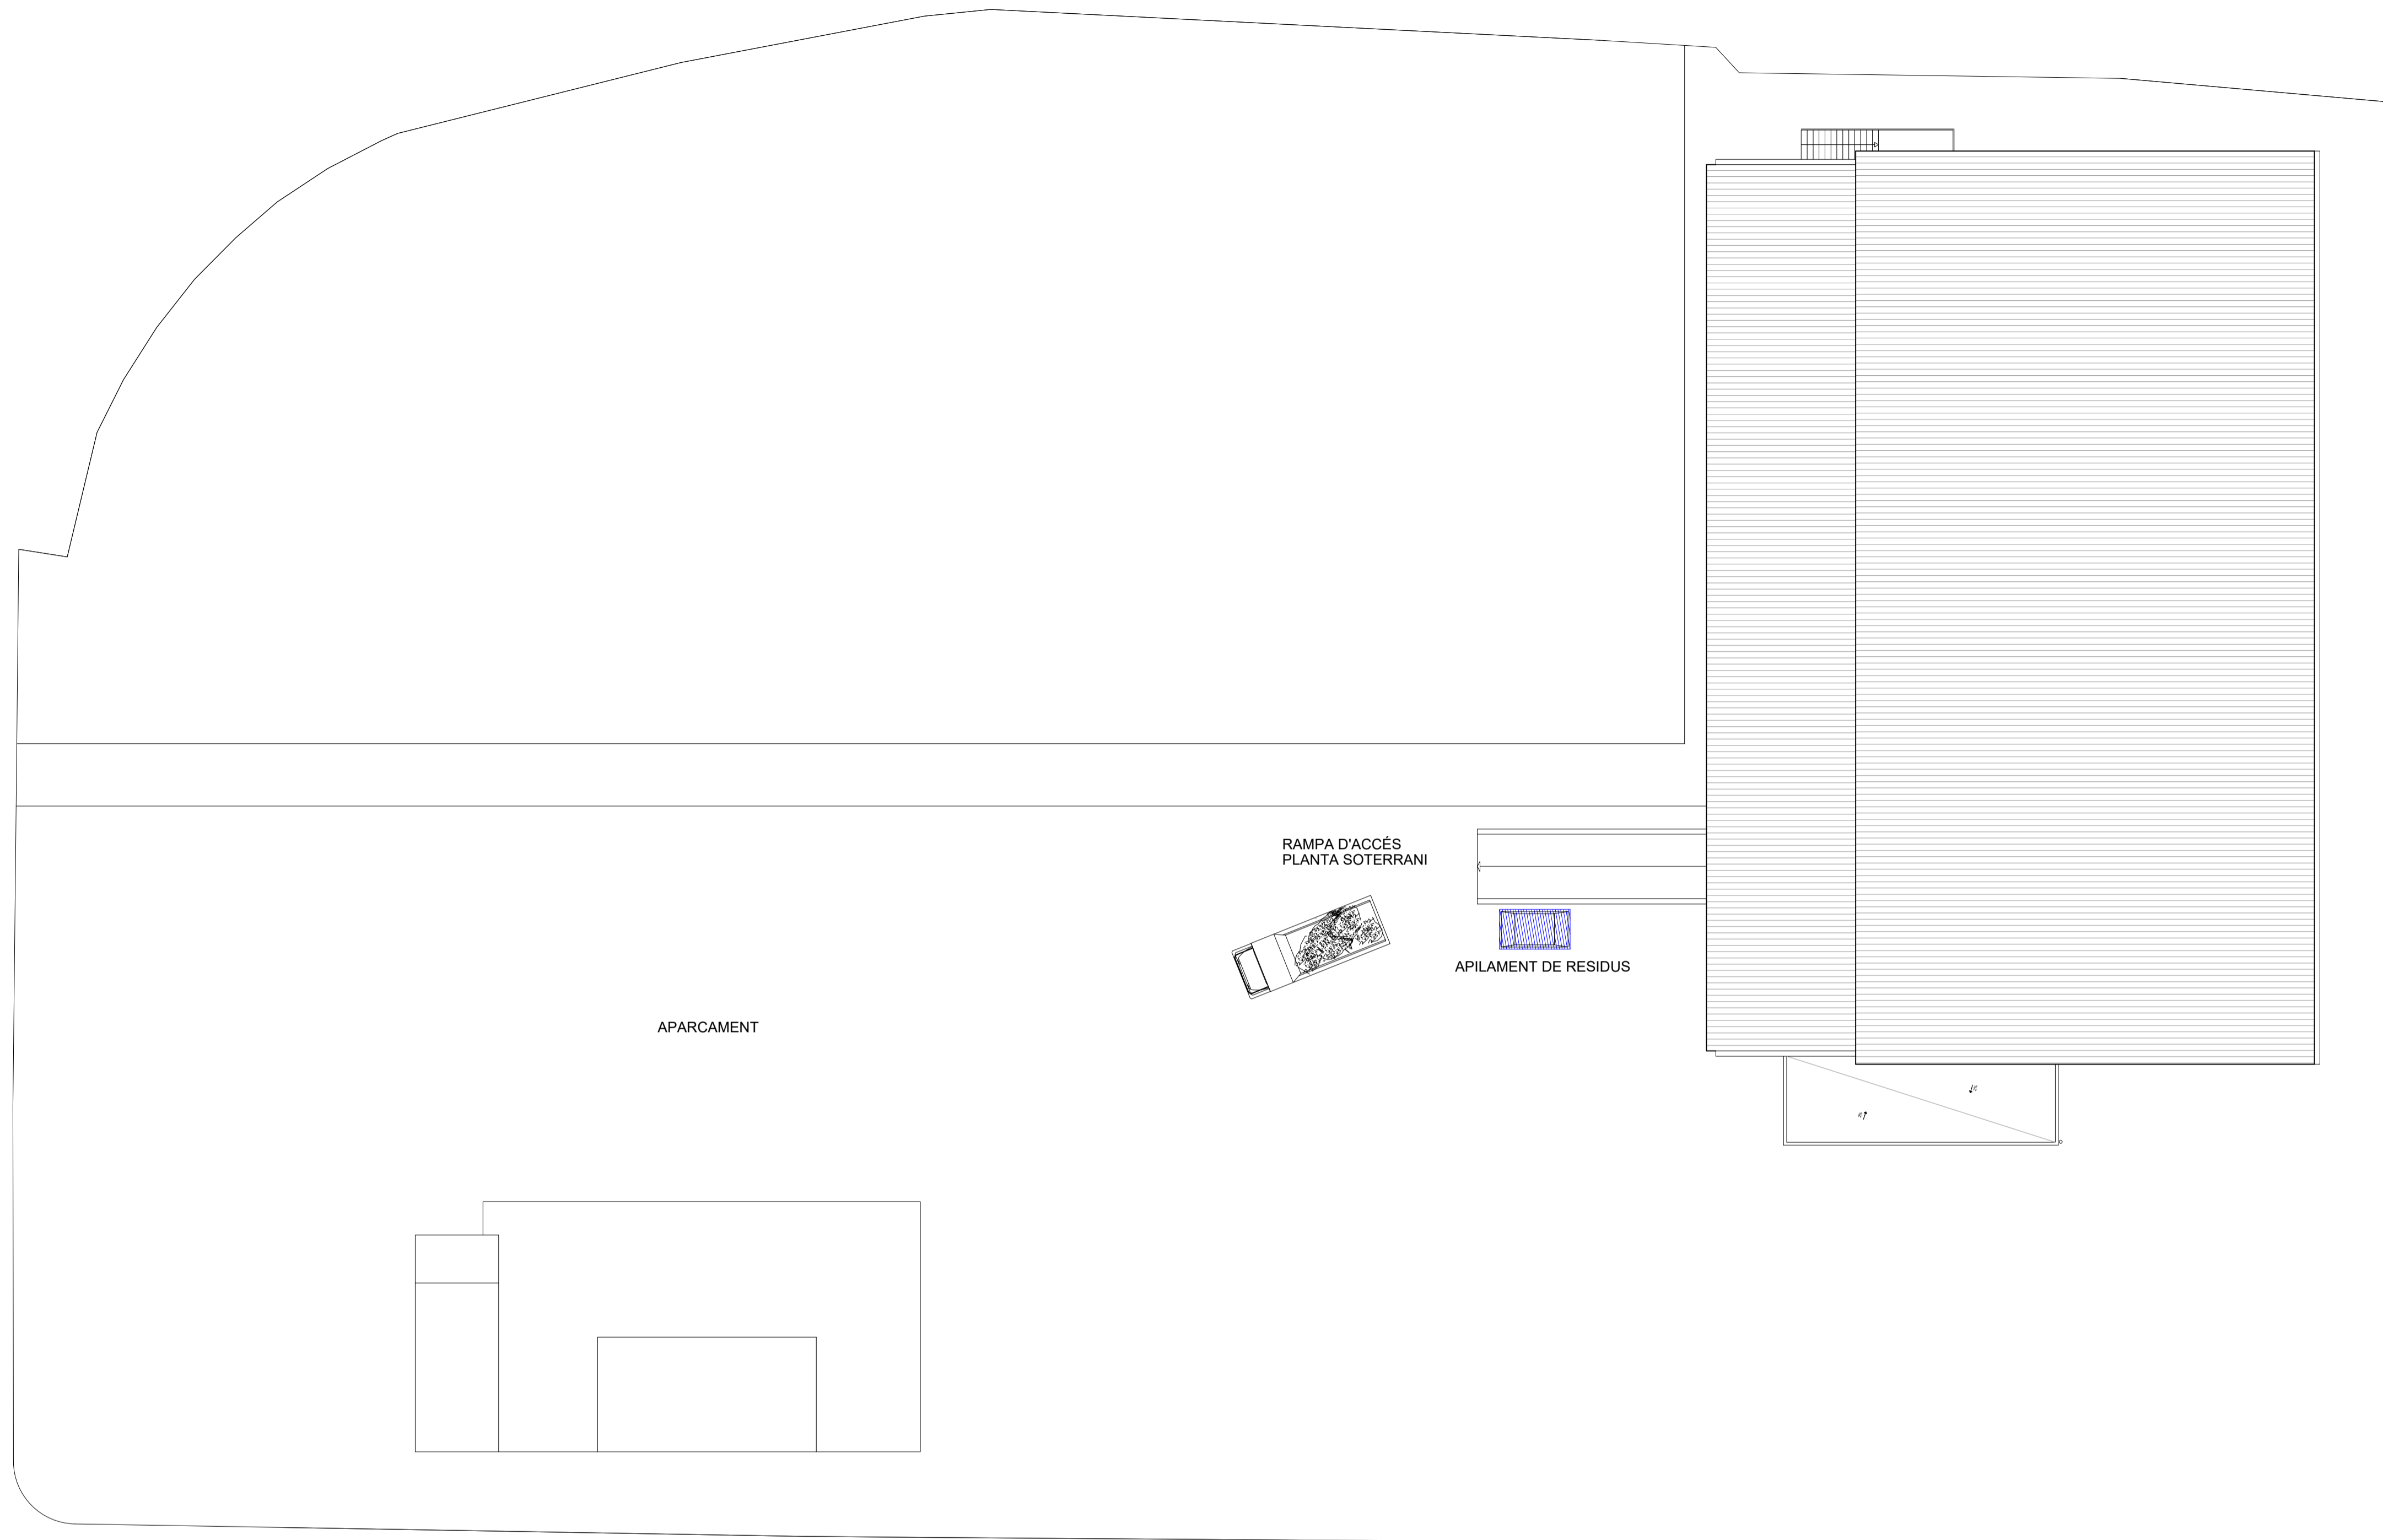 RAMPA D'ACCÉS
PLANTA SOTERRANI
APILAMENT DE RESIDUS
APARCAMENT